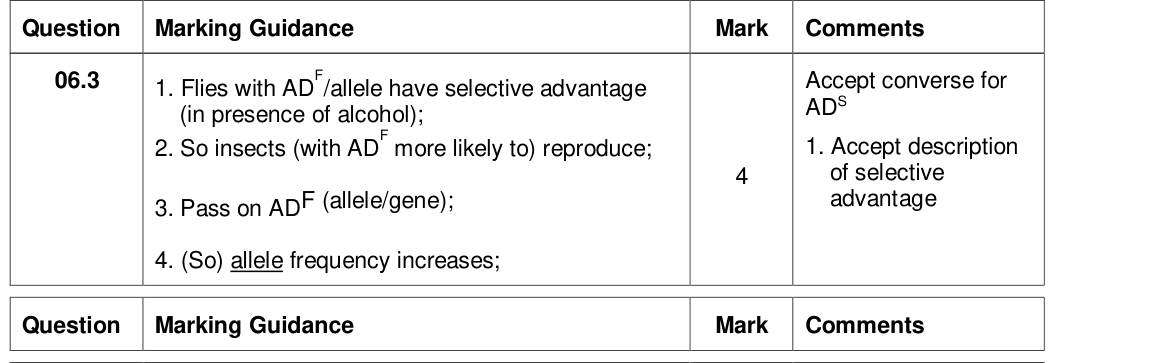 Question Marking Guidance Mark Comments
06.3
1. Flies with AD^F/allele have selective advantage
(in presence of alcohol);
2. So insects (with AD^F more likely to) reproduce;
3. Pass on AD^F (allele/gene);
4. (So) allele frequency increases;
4
Accept converse for
AD^S
1. Accept description
of selective
advantage
Question Marking Guidance Mark Comments